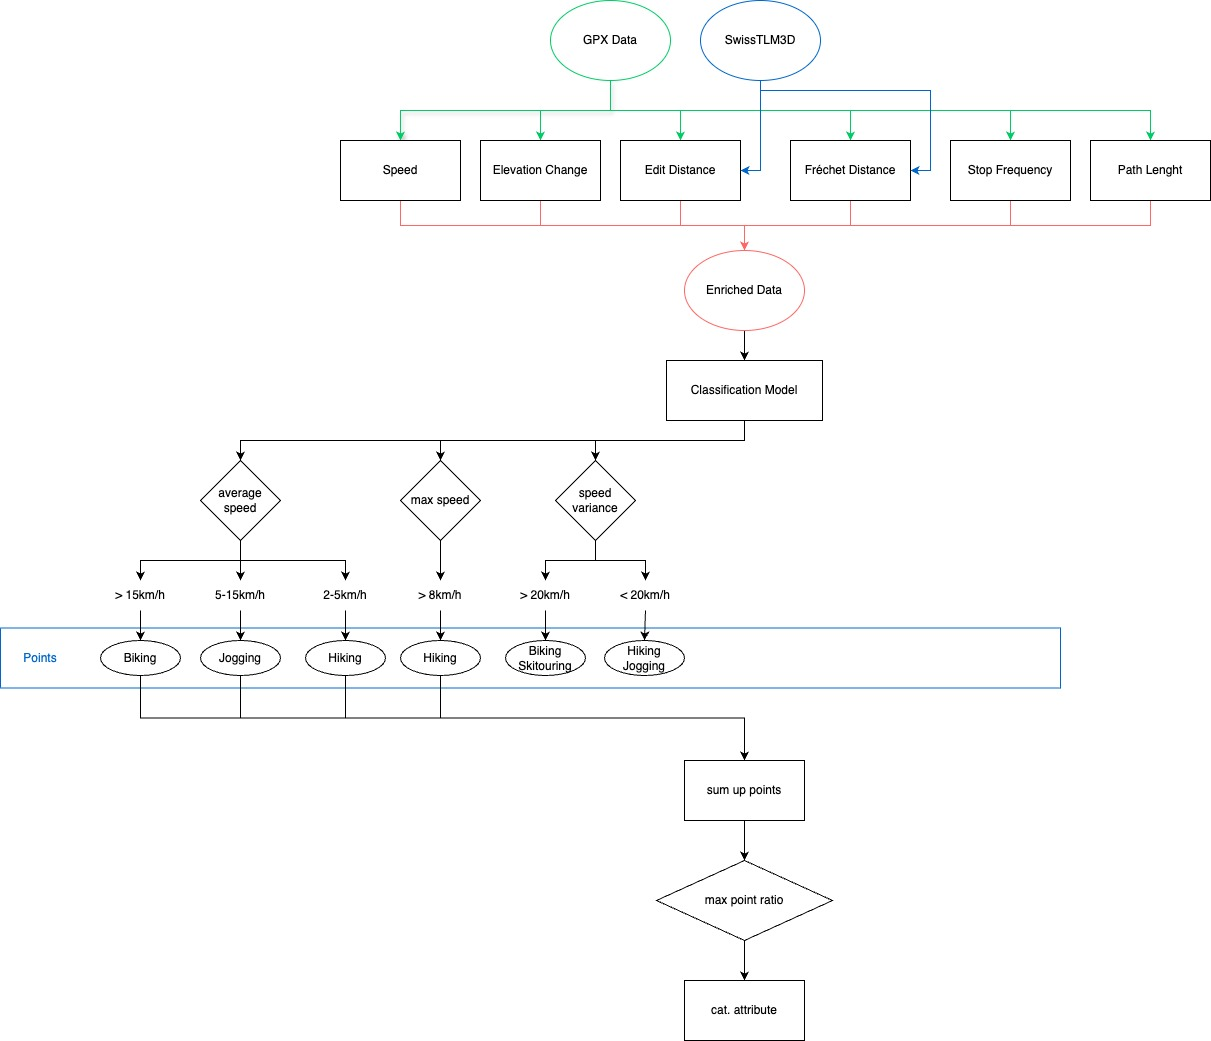 GPX Data
SwissTLM3D
Speed
Elevation Change
Edit Distance
Fréchet Distance
Stop Frequency
Path Lenght
Enriched Data
Classification Model
average
speed
max speed
speed
variance
> 15km/h
5-15km/h
2-5km/h
> 8km/h
> 20km/h
< 20km/h
Points
Biking
Jogging
Hiking
Hiking
Biking
Skitouring
Hiking
Jogging
sum up points
max point ratio
cat. attribute